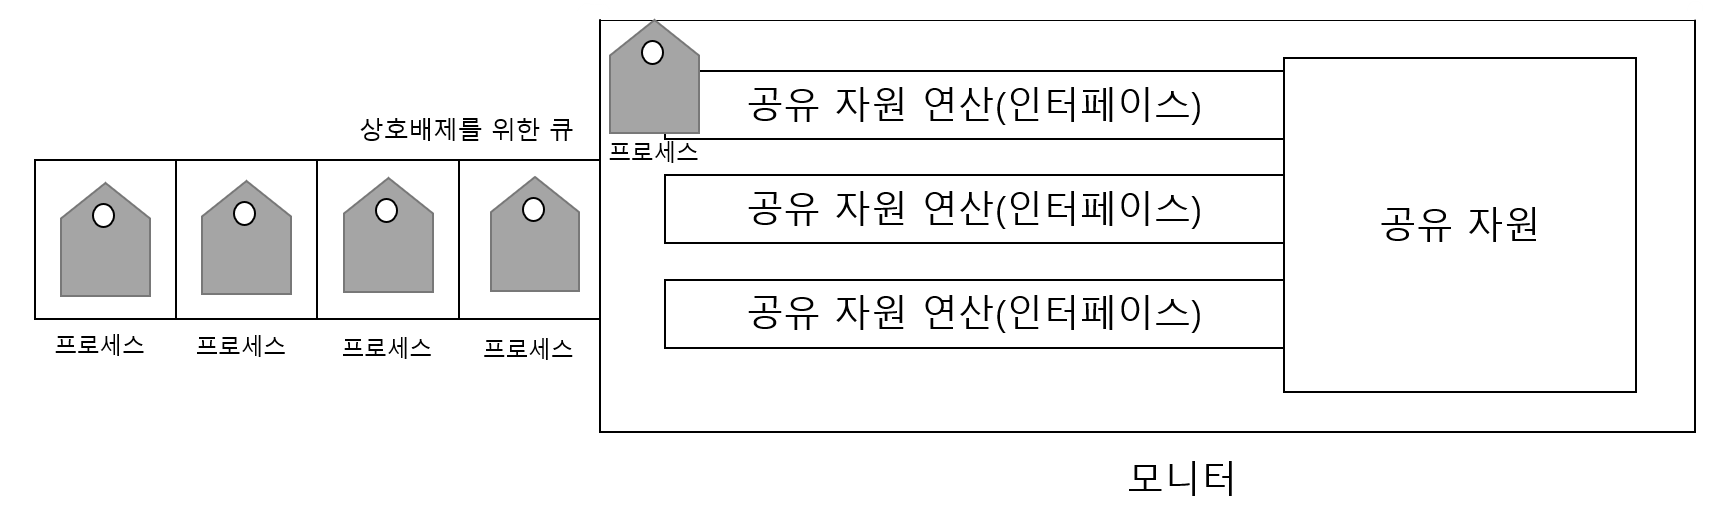 공유 자원 연산(인터페이스)
상호배제를 위한 큐
프로세스
공유 자원 연산(인터페이스)
공유 자원
공유 자원 연산(인터페이스)
프로세스
프로세스
프로세스
프로세스
모니터